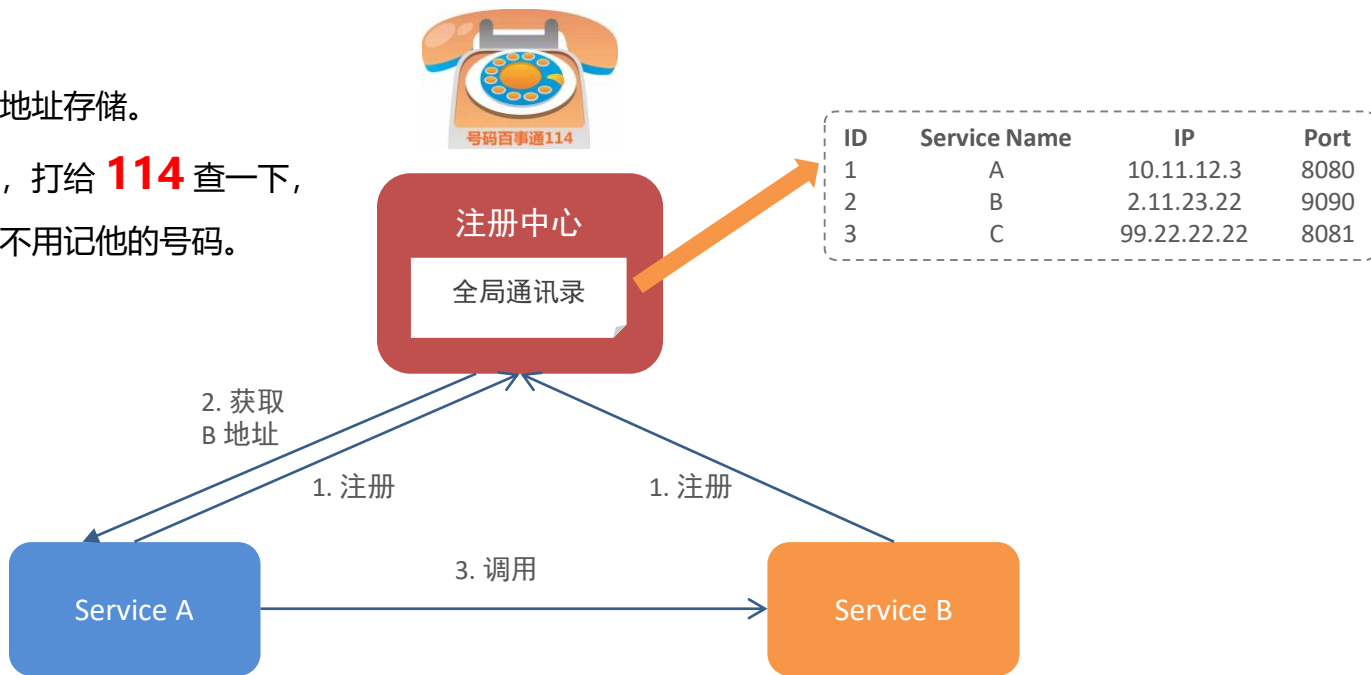 号码百事通114
地址存储。
，打给 114 查一下，
不用记他的号码。
注册中心
全局通讯录
ID Service Name IP Port
1 A 10.11.12.3 8080
2 B 2.11.23.22 9090
3 C 99.22.22.22 8081
2. 获取
B 地址
1. 注册
1. 注册
3. 调用
Service A
Service B